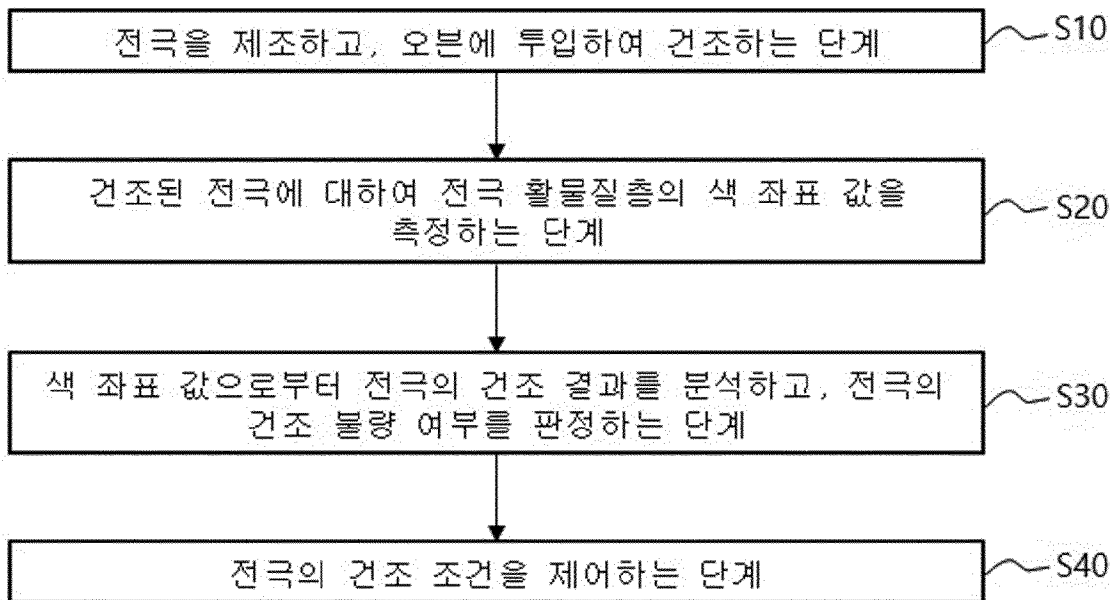 전극을 제조하고, 오븐에 투입하여 건조하는 단계
S10
건조된 전극에 대하여 전극 활물질층의 색 좌표 값을
측정하는 단계
S20
색 좌표 값으로부터 전극의 건조 결과를 분석하고, 전극의
건조 불량 여부를 판정하는 단계
S30
전극의 건조 조건을 제어하는 단계
S40